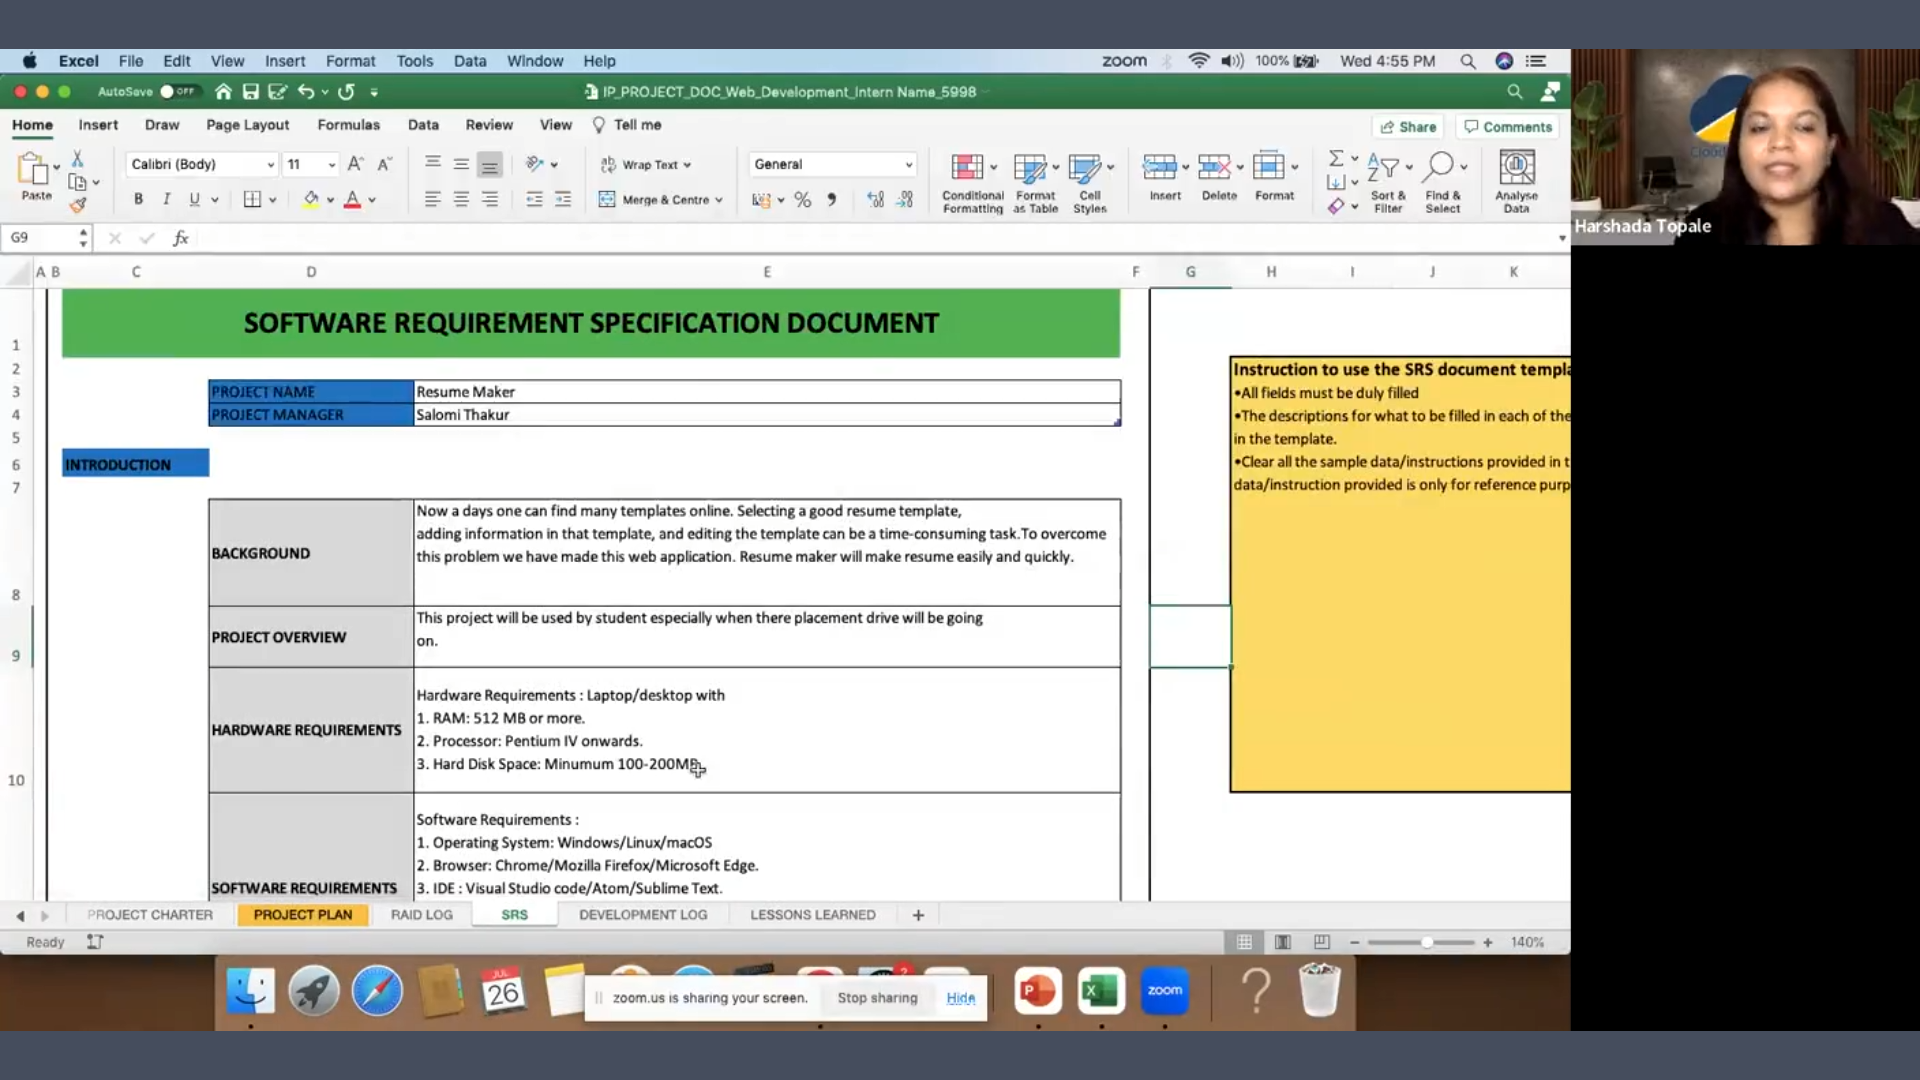 Excel File Edit View Insert Format Tools Data Window Help zoom 100% Wed 4:55 PM
AutoSave OFF IP_PROJECT_DOC_Web_Development_Intern Name_5998
Home Insert Draw Page Layout Formulas Data Review View Tell me Share Comments
Paste Calibri (Body) 11 Wrap Text General
B I U Merge & Centre
Conditional Formatting
Format as Table
Cell Styles
Insert Delete Format
Sort & Filter
Find & Select
Analyse Data
Harshada Topale
G9 fx
A B C D E F G H I J K
1 SOFTWARE REQUIREMENT SPECIFICATION DOCUMENT
2
3 PROJECT NAME Resume Maker
4 PROJECT MANAGER Salomi Thakur
5
6 INTRODUCTION
7
8 BACKGROUND
Now a days one can find many templates online. Selecting a good resume template,
adding information in that template, and editing the template can be a time-consuming task.To overcome
this problem we have made this web application. Resume maker will make resume easily and quickly.
9 PROJECT OVERVIEW
This project will be used by student especially when there placement drive will be going
on.
10 HARDWARE REQUIREMENTS
Hardware Requirements : Laptop/desktop with
1. RAM: 512 MB or more.
2. Processor: Pentium IV onwards.
3. Hard Disk Space: Minumum 100-200MB
SOFTWARE REQUIREMENTS
Software Requirements :
1. Operating System: Windows/Linux/macOS
2. Browser: Chrome/Mozilla Firefox/Microsoft Edge.
3. IDE : Visual Studio code/Atom/Sublime Text.
Instruction to use the SRS document templa
•All fields must be duly filled
•The descriptions for what to be filled in each of the
in the template.
•Clear all the sample data/instructions provided in t
data/instruction provided is only for reference purp
PROJECT CHARTER PROJECT PLAN RAID LOG SRS DEVELOPMENT LOG LESSONS LEARNED +
Ready 140%
JUL
26
zoom.us is sharing your screen. Stop sharing Hide
2
P X zoom ?